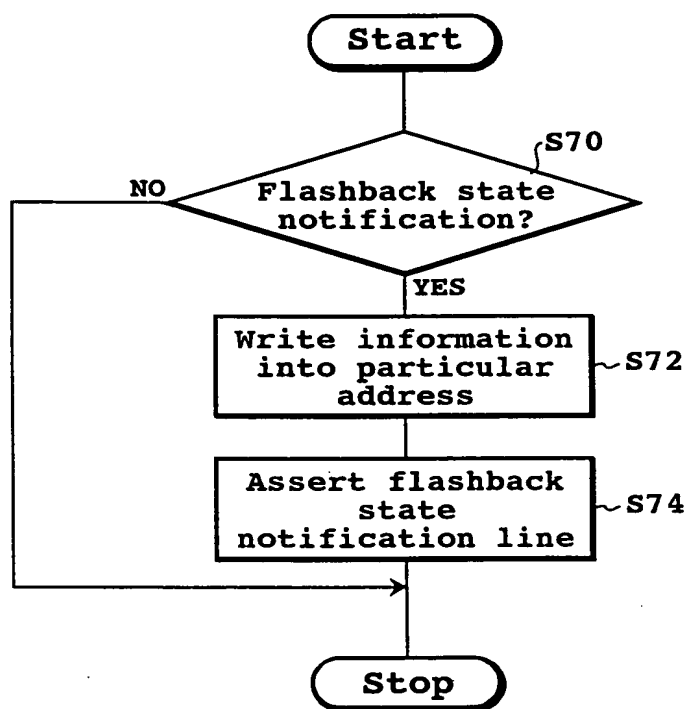 Start
S70
NO
Flashback state
notification?
YES
Write information
into particular
address
S72
Assert flashback
state
notification line
S74
Stop